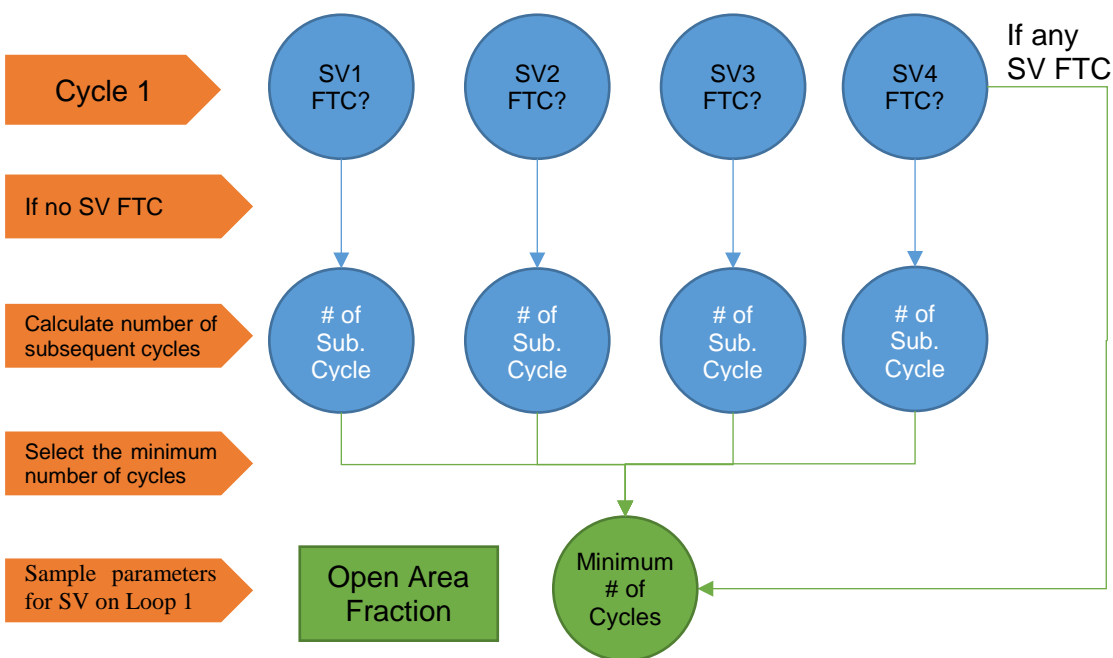 Cycle 1
SV1
FTC?
SV2
FTC?
SV3
FTC?
SV4
FTC?
If any
SV FTC
If no SV FTC
Calculate number of
subsequent cycles
# of
Sub.
Cycle
# of
Sub.
Cycle
# of
Sub.
Cycle
# of
Sub.
Cycle
Select the minimum
number of cycles
Sample parameters
for SV on Loop 1
Open Area
Fraction
Minimum
# of
Cycles